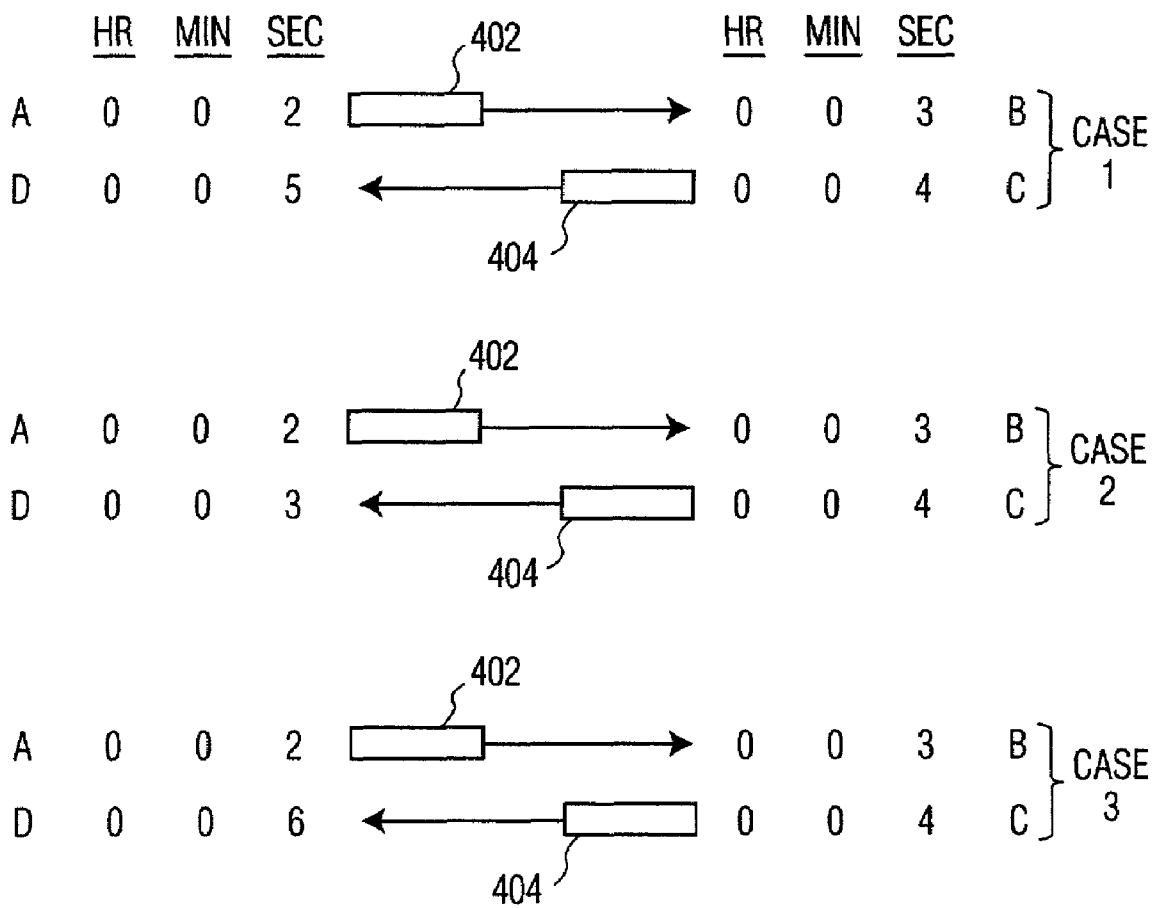 HR MIN SEC 402 HR MIN SEC
A 0 0 2 0 0 3 B
CASE 1
D 0 0 5 0 0 4 C
404
402
A 0 0 2 0 0 3 B
CASE 2
D 0 0 3 0 0 4 C
404
402
A 0 0 2 0 0 3 B
CASE 3
D 0 0 6 0 0 4 C
404